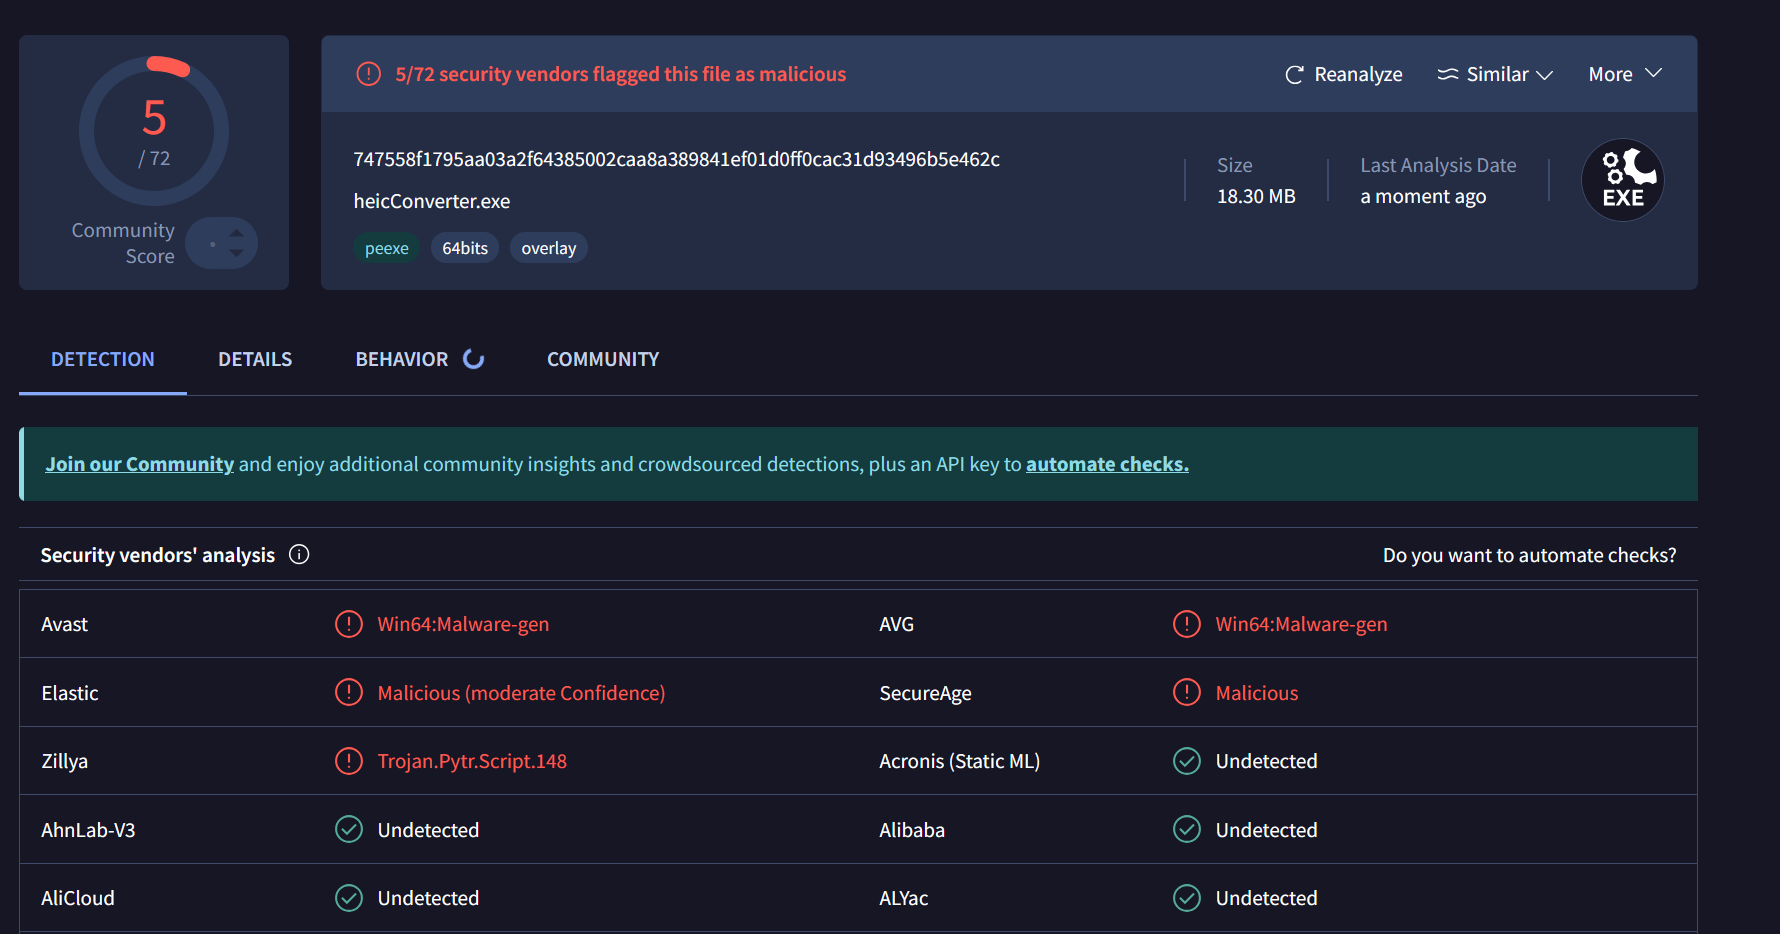 5
/ 72
Community
Score
5/72 security vendors flagged this file as malicious
Reanalyze
Similar
More
747558f1795aa03a2f64385002caa8a389841ef01d0ff0cac31d93496b5e462c
heicConverter.exe
peexe
64bits
overlay
Size
18.30 MB
Last Analysis Date
a moment ago
EXE
DETECTION
DETAILS
BEHAVIOR
COMMUNITY
Join our Community and enjoy additional community insights and crowdsourced detections, plus an API key to automate checks.
Security vendors' analysis
Do you want to automate checks?
Avast
Win64:Malware-gen
AVG
Win64:Malware-gen
Elastic
Malicious (moderate Confidence)
SecureAge
Malicious
Zillya
Trojan.Pytr.Script.148
Acronis (Static ML)
Undetected
AhnLab-V3
Undetected
Alibaba
Undetected
AliCloud
Undetected
ALYac
Undetected